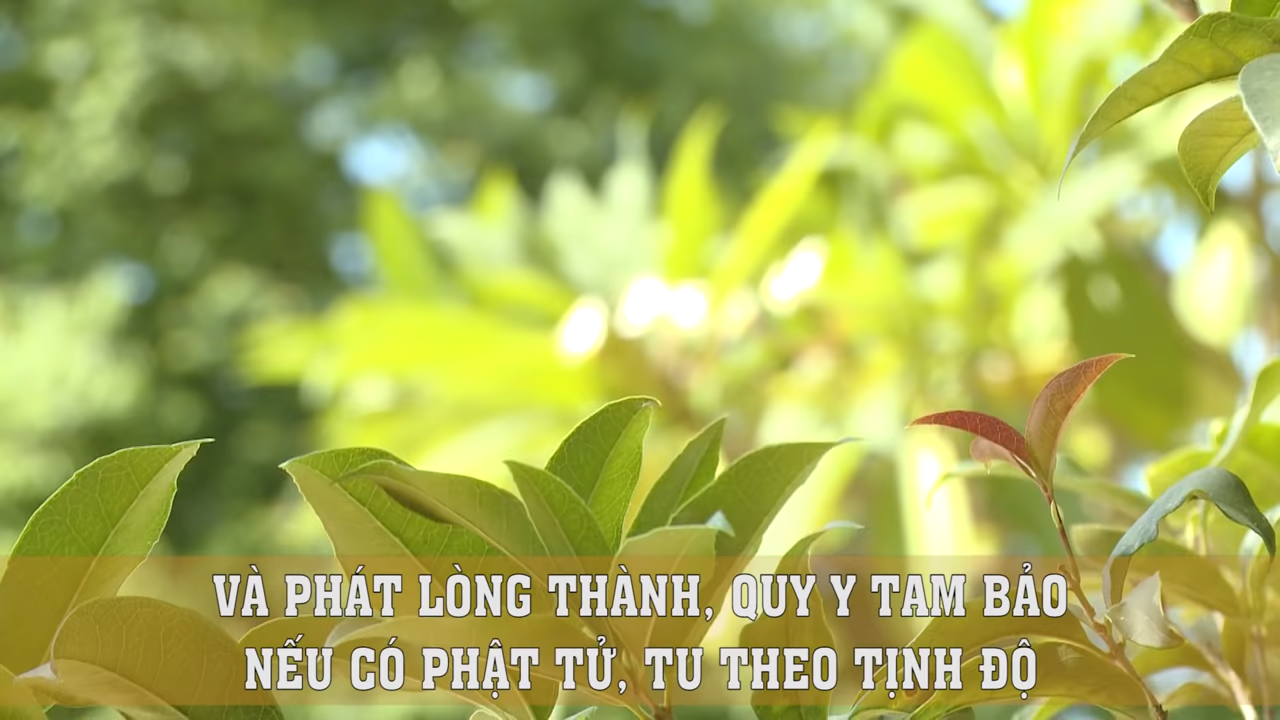 VÀ PHÁT LÒNG THÀNH, QUY Y TAM BẢO
NẾU CÓ PHẬT TỬ, TU THEO TỊNH ĐỘ